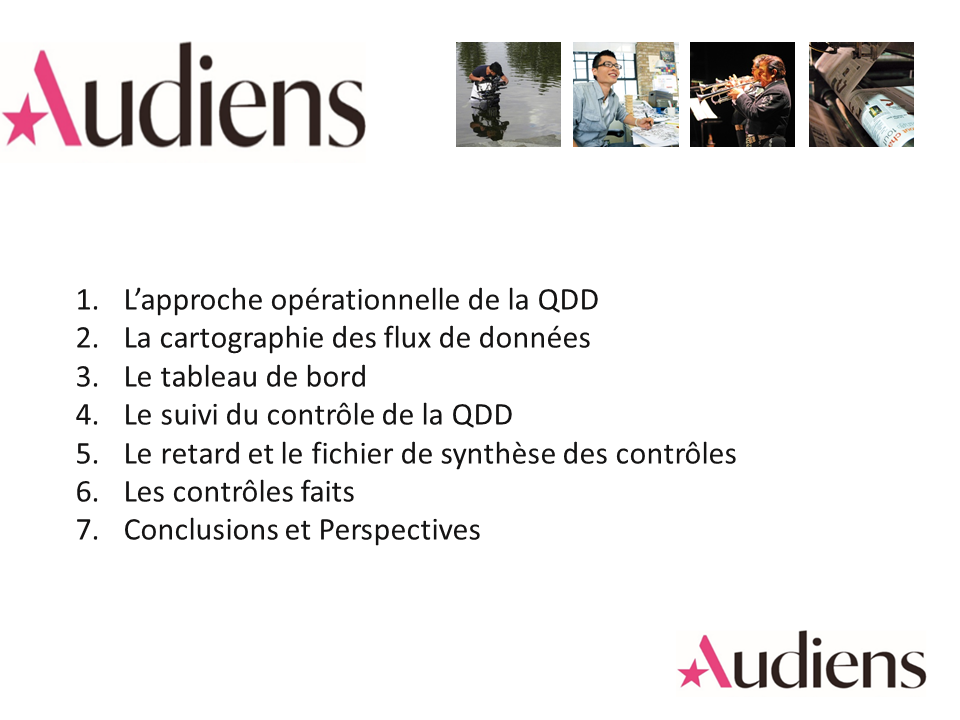 Audiens
1. L’approche opérationnelle de la QDD
2. La cartographie des flux de données
3. Le tableau de bord
4. Le suivi du contrôle de la QDD
5. Le retard et le fichier de synthèse des contrôles
6. Les contrôles faits
7. Conclusions et Perspectives
Audiens